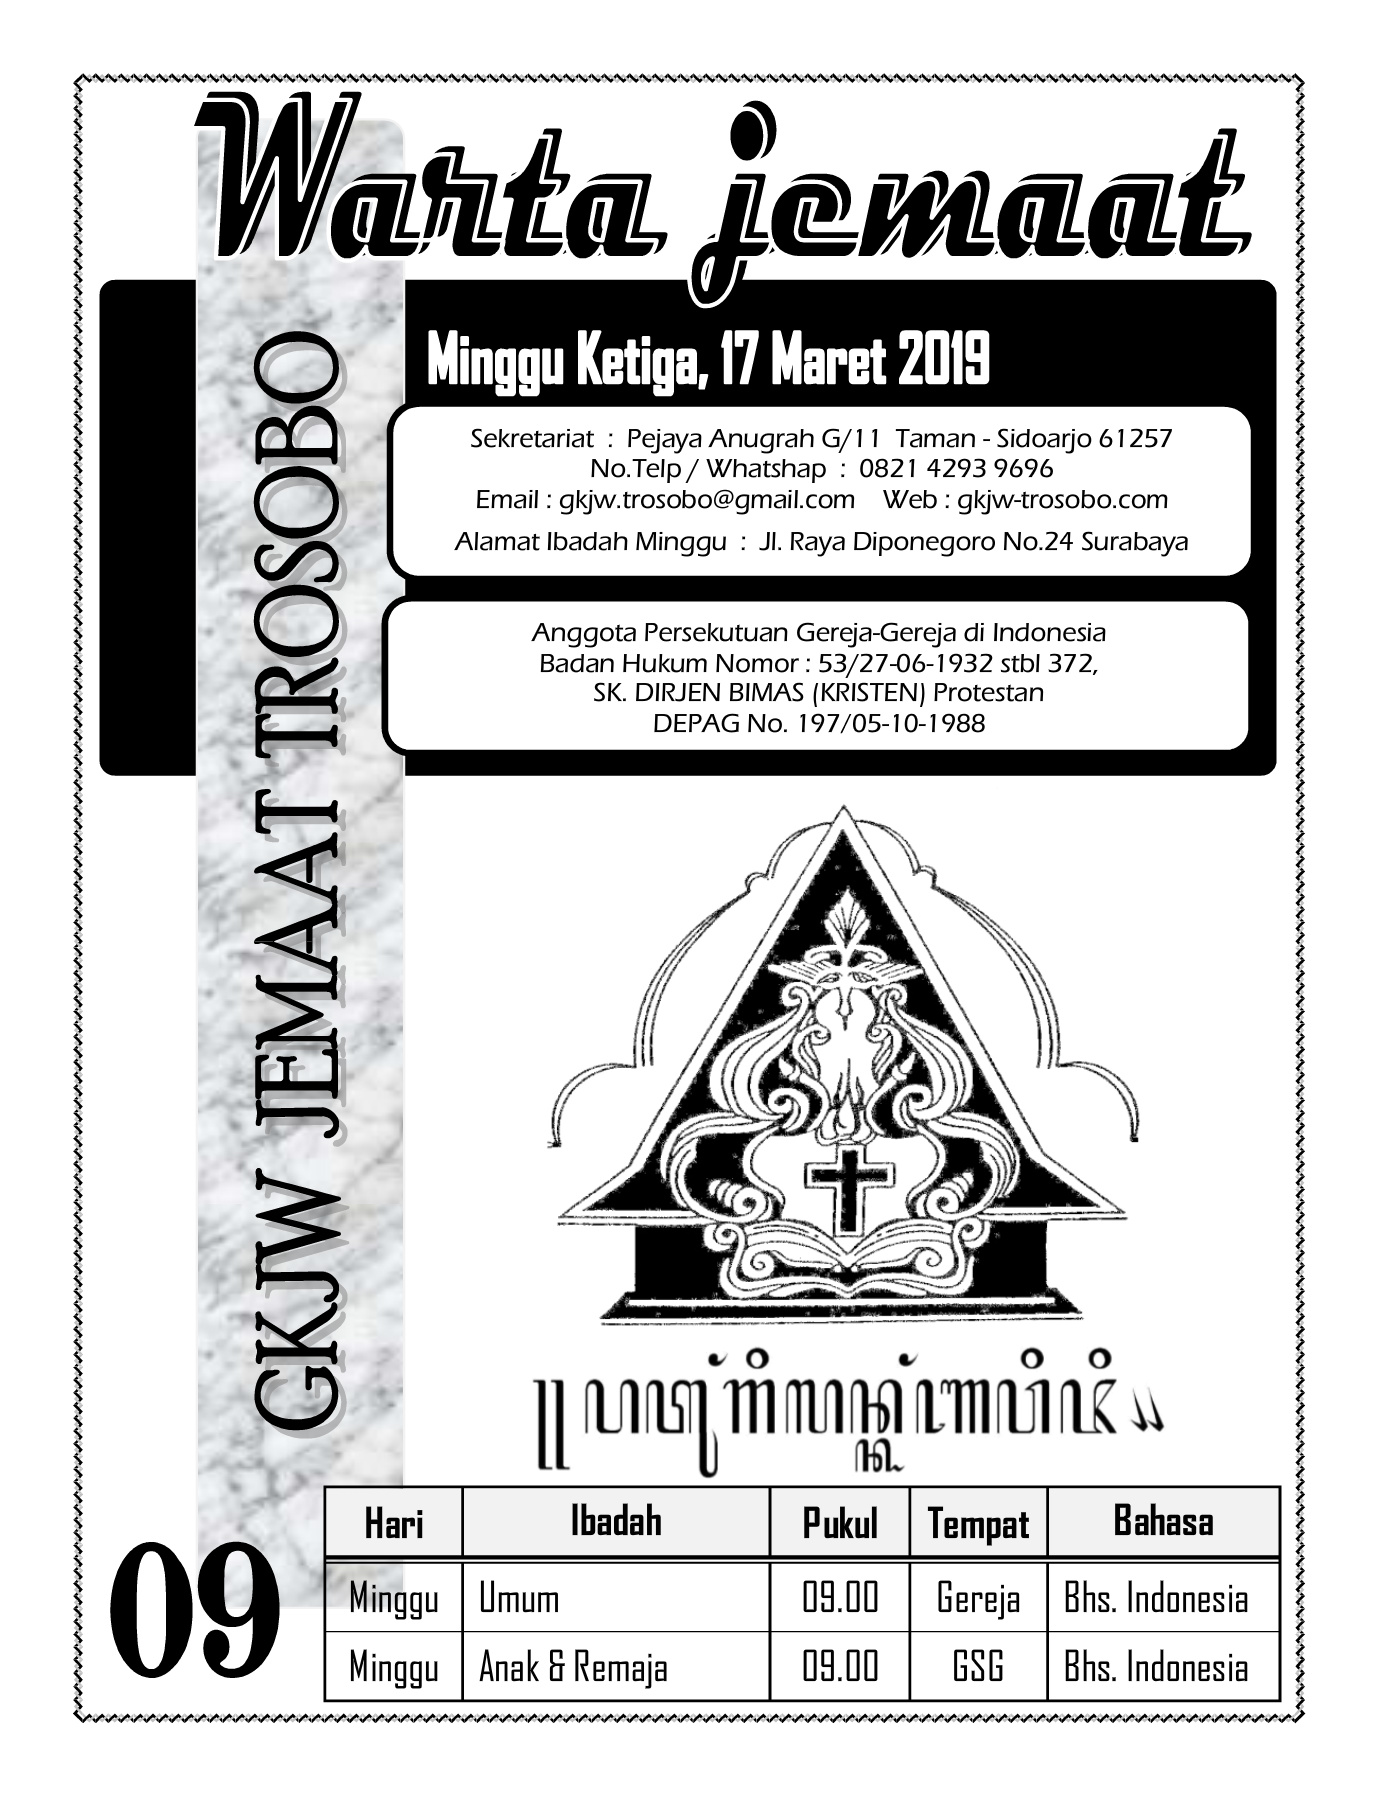 Warta jemaat
Minggu Ketiga, 17 Maret 2019
Sekretariat : Pejaya Anugrah G/11 Taman - Sidoarjo 61257
No.Telp / Whatshap : 0821 4293 9696
Email : gkjw.trosobo@gmail.com Web : gkjw-trosobo.com
Alamat Ibadah Minggu : Jl. Raya Diponegoro No.24 Surabaya
Anggota Persekutuan Gereja-Gereja di Indonesia
Badan Hukum Nomor : 53/27-06-1932 stbl 372,
SK. DIRJEN BIMAS (KRISTEN) Protestan
DEPAG No. 197/05-10-1988
GKJW JEMAAT TROSOBO
09
Hari Ibadah Pukul Tempat Bahasa
Minggu Umum 09.00 Gereja Bhs. Indonesia
Minggu Anak & Remaja 09.00 GSG Bhs. Indonesia